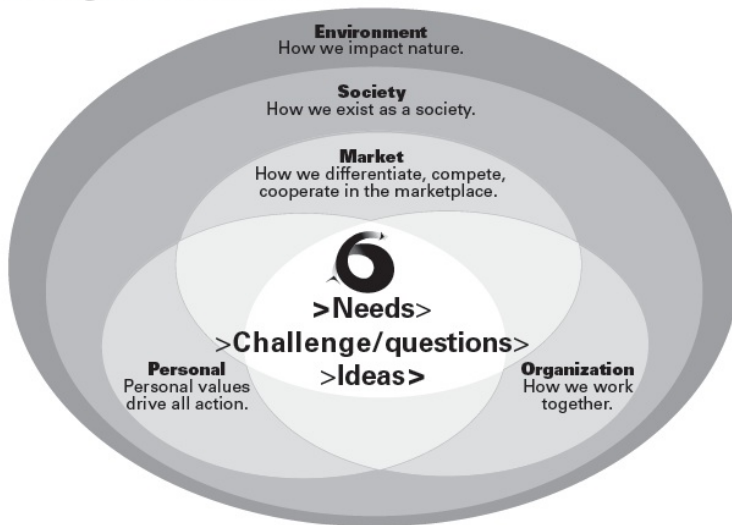 Environment
How we impact nature.
Society
How we exist as a society.
Market
How we differentiate, compete,
cooperate in the marketplace.
6
>Needs>
>Challenge/questions>
>Ideas>
Personal
Personal values
drive all action.
Organization
How we work
together.